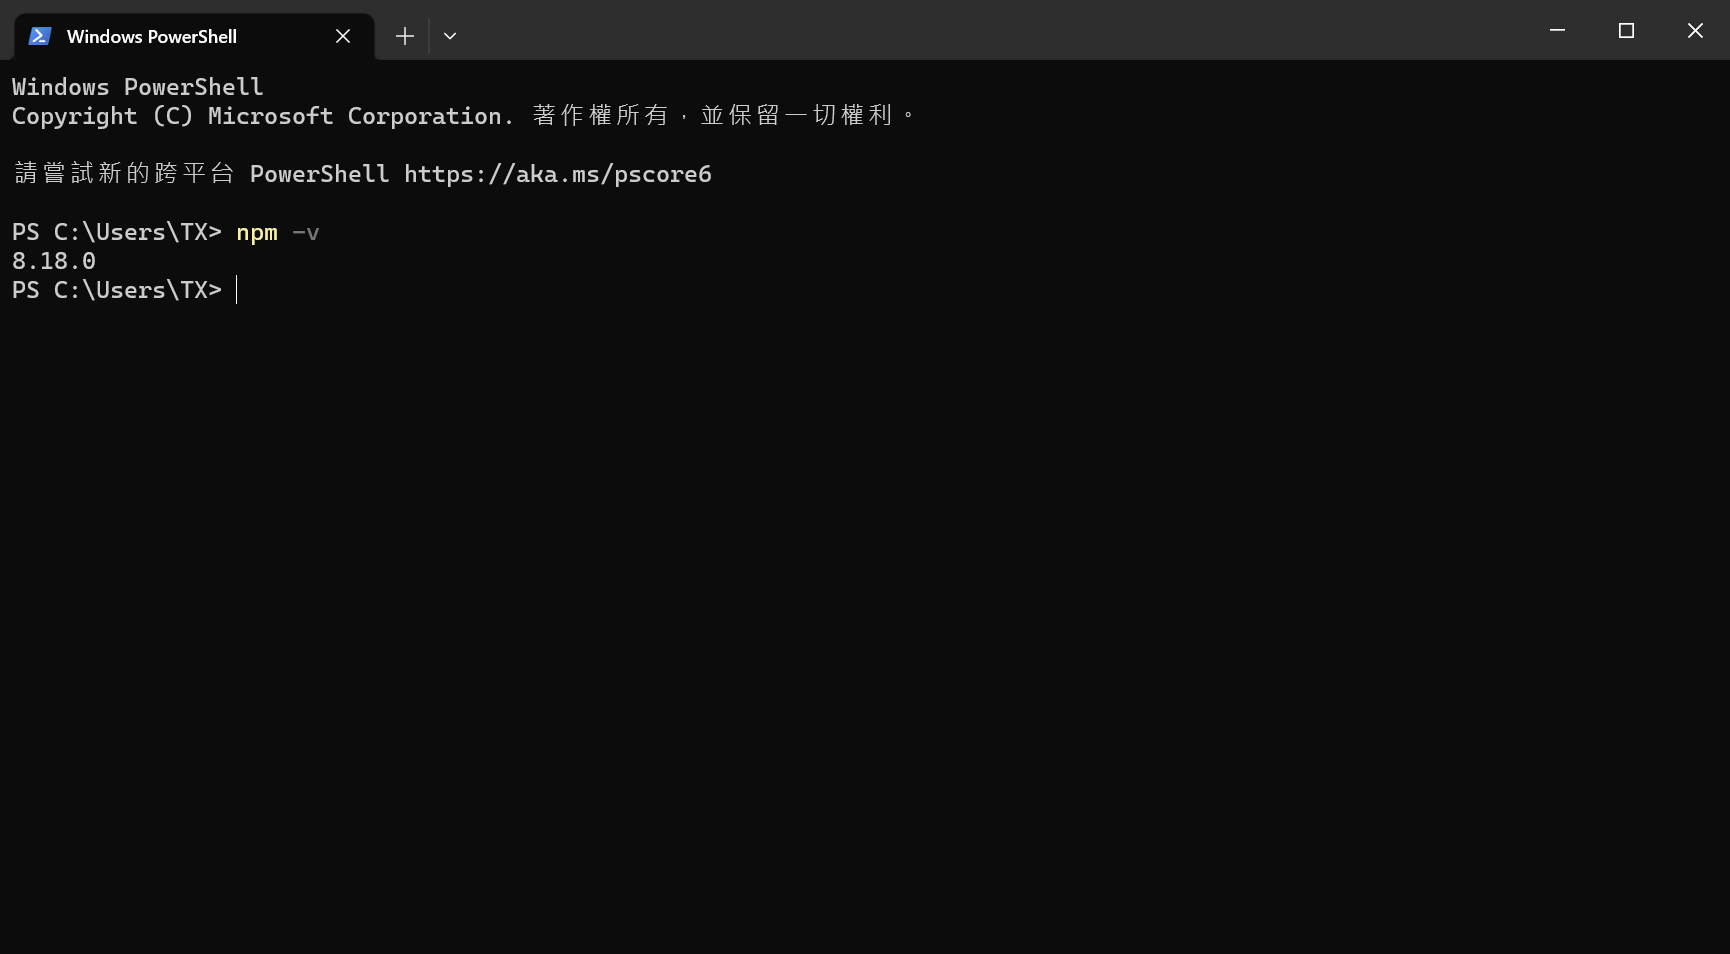 Windows PowerShell
Windows PowerShell
Copyright (C) Microsoft Corporation. 著作權所有，並保留一切權利。
請嘗試新的跨平台 PowerShell https://aka.ms/pscore6
PS C:\Users\TX> npm -v
8.18.0
PS C:\Users\TX>